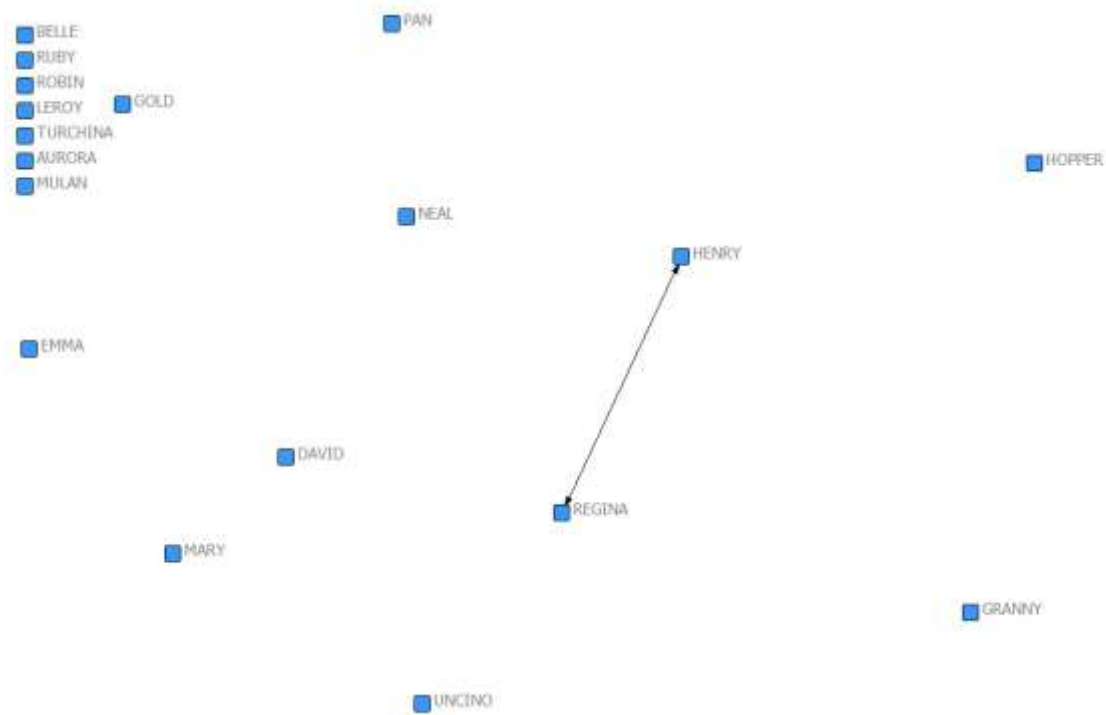 BELLE
PAN
RUBY
ROBIN
LEROY
GOLD
TURCHINA
AURORA
HOPPER
MULAN
NEAL
HENRY
EMMA
DAVID
REGINA
MARY
GRANNY
UNCINO